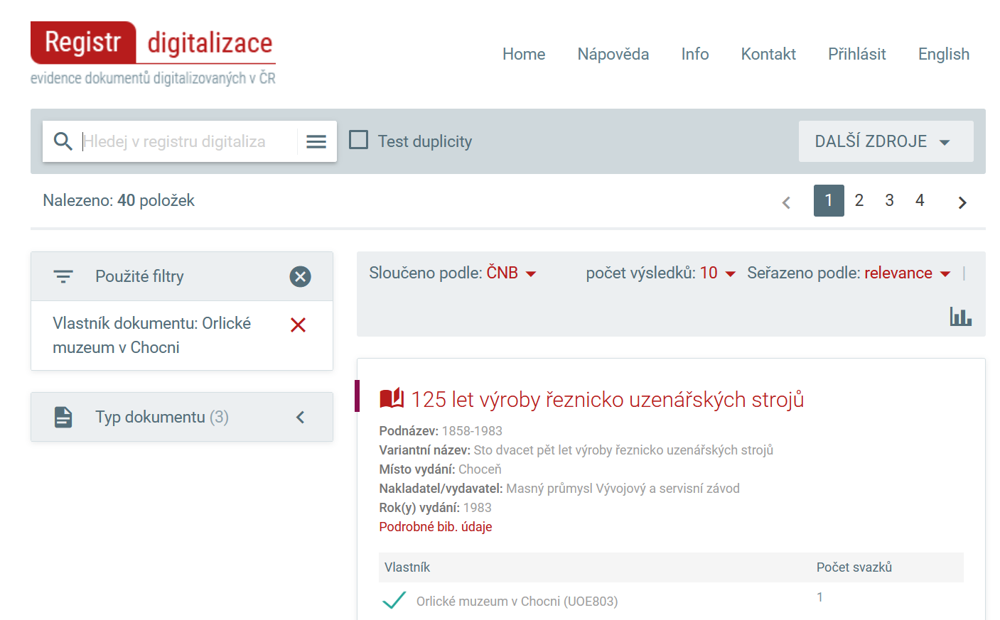 Registr digitalizace
evidence dokumentů digitalizovaných v ČR
Home Nápověda Info Kontakt Přihlásit English
Hledej v registru digitaliza
Test duplicity
DALŠÍ ZDROJE
Nalezeno: 40 položek
1 2 3 4
Použité filtry
Vlastník dokumentu: Orlické
muzeum v Chocni
Typ dokumentu (3)
Sloučeno podle: ČNB počet výsledků: 10 Seřazeno podle: relevance |
125 let výroby řeznicko uzenářských strojů
Podnázev: 1858-1983
Variantní název: Sto dvacet pět let výroby řeznicko uzenářských strojů
Místo vydání: Choceň
Nakladatel/vydavatel: Masný průmysl Vývojový a servisní závod
Rok(y) vydání: 1983
Podrobné bib. údaje
Vlastník Počet svazků
Orlické muzeum v Chocni (UOE803) 1